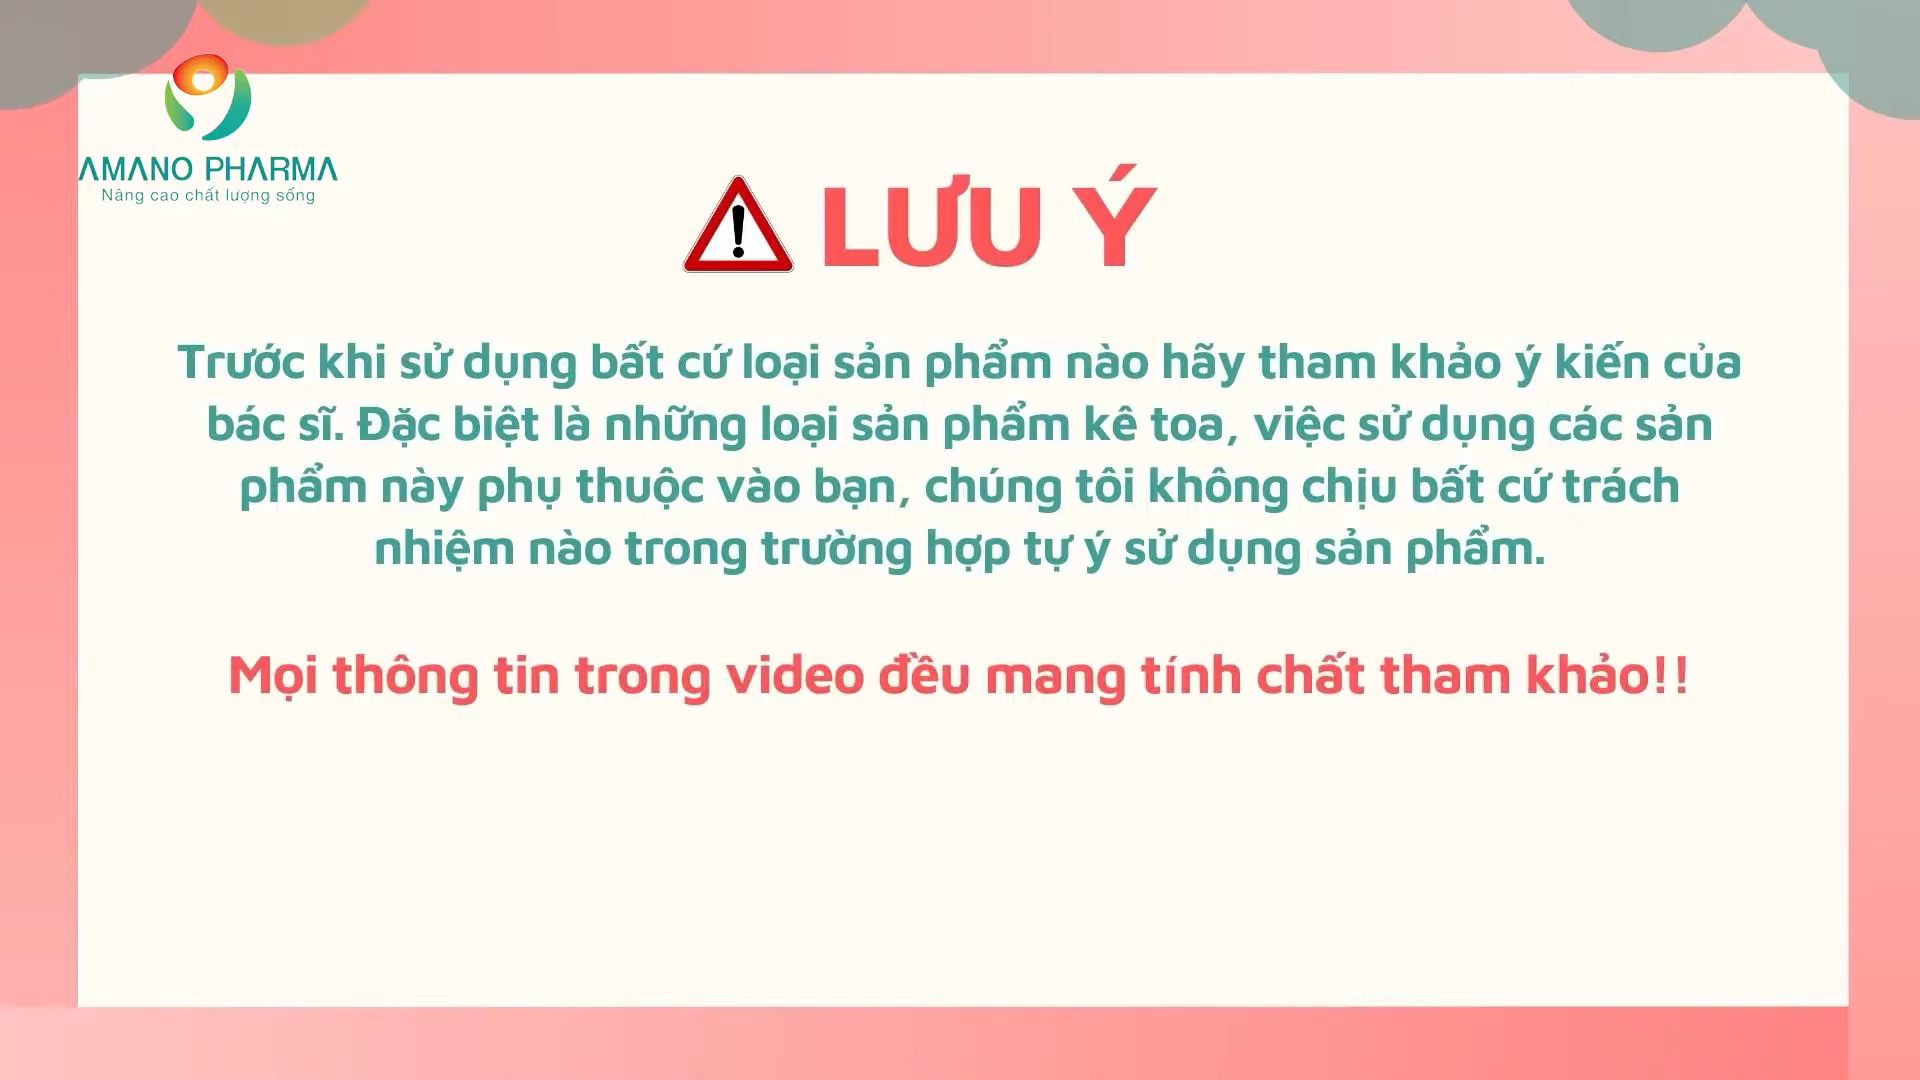 AMANO PHARMA
Nâng cao chất lượng sống
LƯU Ý
Trước khi sử dụng bất cứ loại sản phẩm nào hãy tham khảo ý kiến của
bác sĩ. Đặc biệt là những loại sản phẩm kê toa, việc sử dụng các sản
phẩm này phụ thuộc vào bạn, chúng tôi không chịu bất cứ trách
nhiệm nào trong trường hợp tự ý sử dụng sản phẩm.
Mọi thông tin trong video đều mang tính chất tham khảo!!